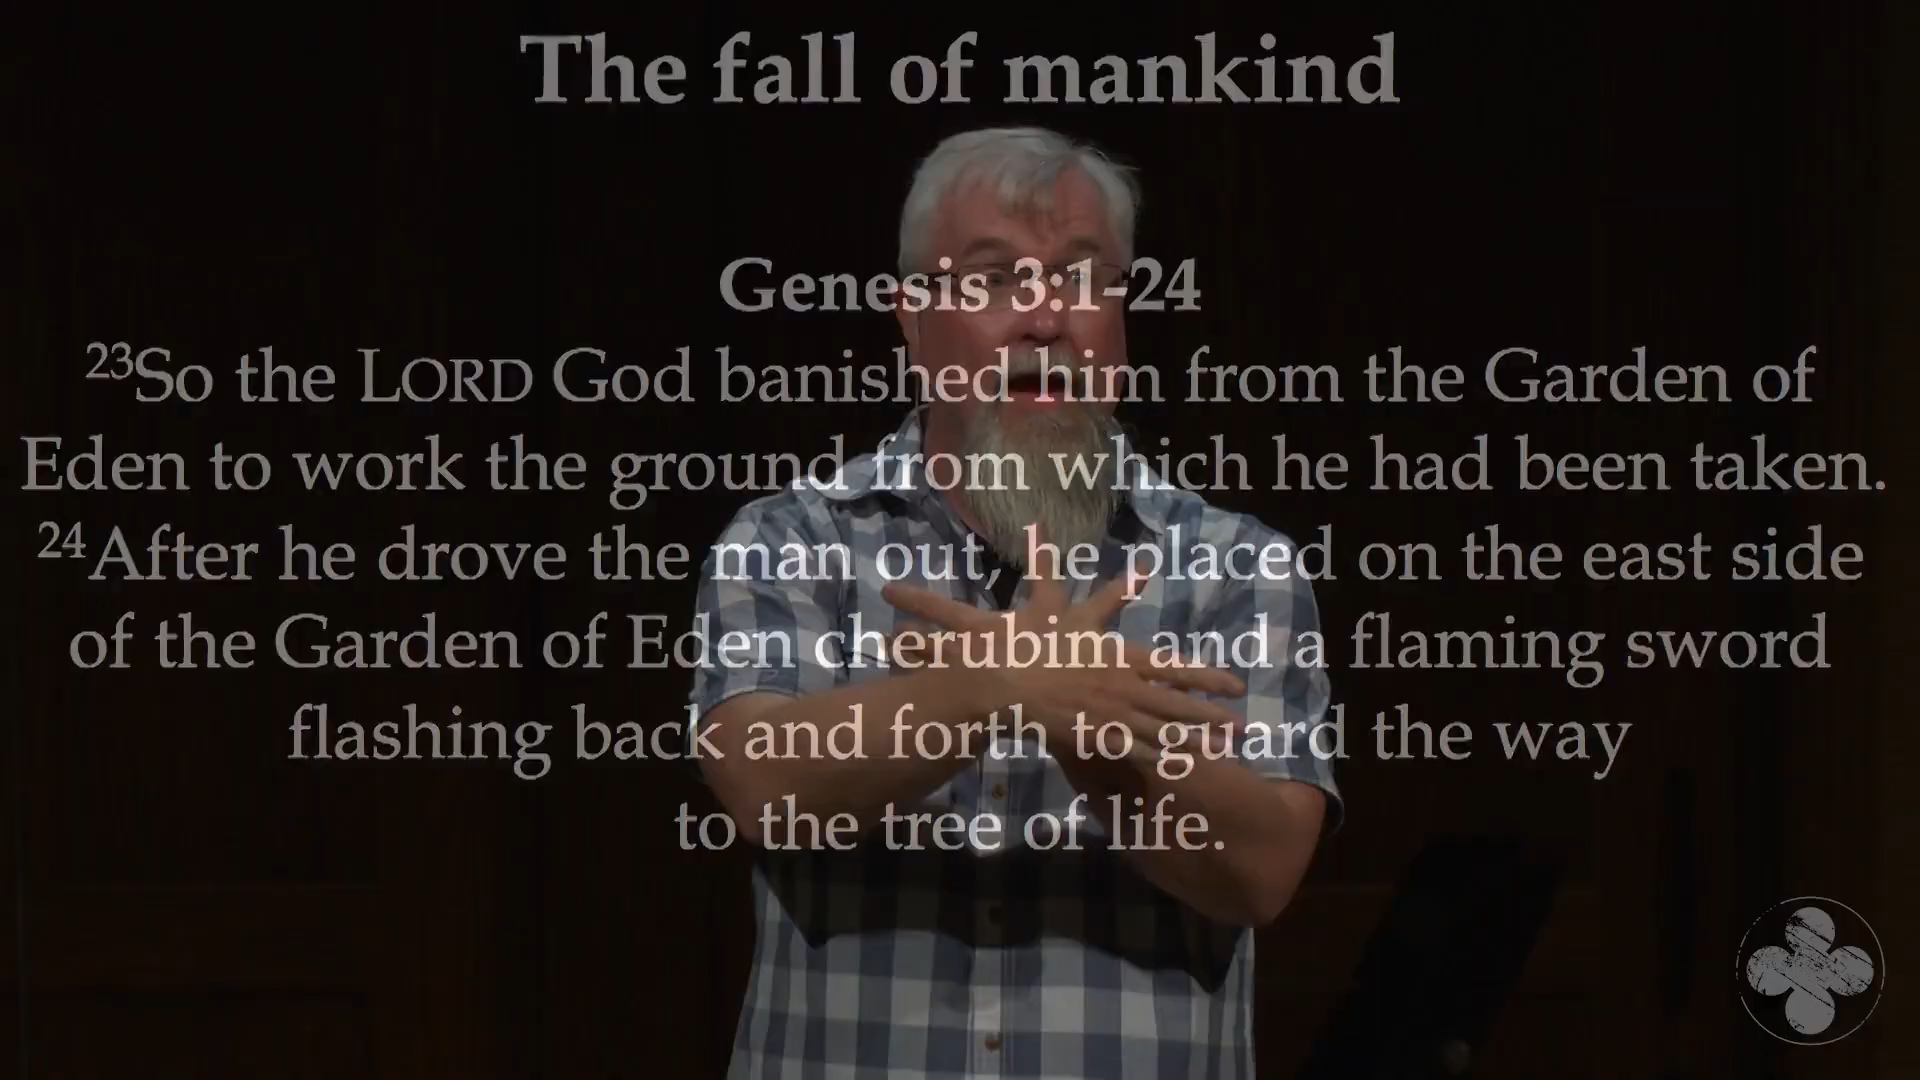 The fall of mankind
Genesis 3:1-24
23So the LORD God banished him from the Garden of
Eden to work the ground from which he had been taken.
24After he drove the man out, he placed on the east side
of the Garden of Eden cherubim and a flaming sword
flashing back and forth to guard the way
to the tree of life.